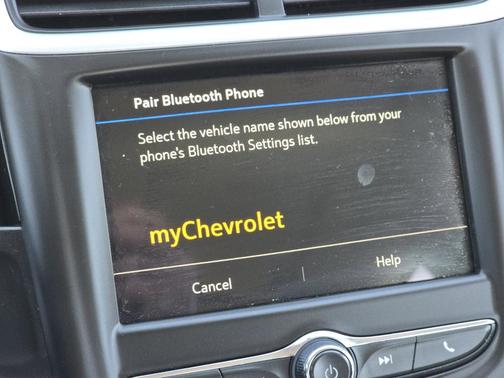 Pair Bluetooth Phone
Select the vehicle name shown below from your
phone's Bluetooth Settings list.
myChevrolet
Cancel
Help